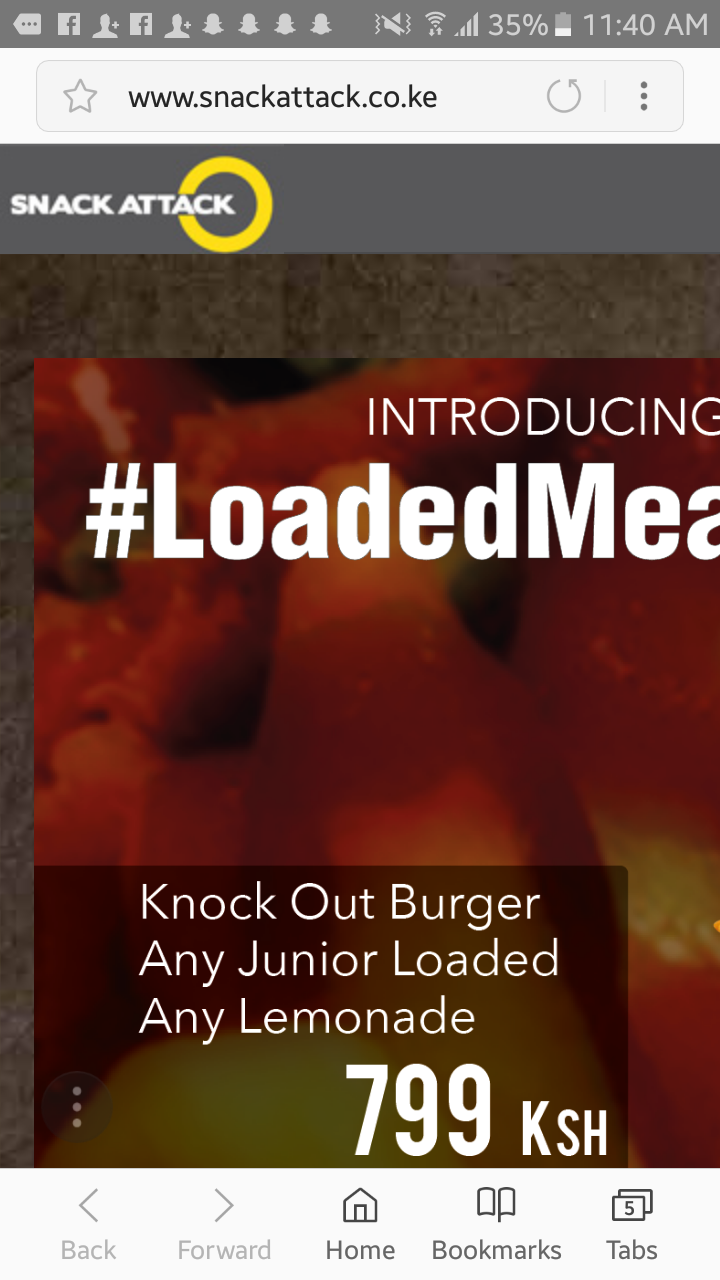 35% 11:40 AM
www.snackattack.co.ke
SNACK ATTACK
INTRODUCING
#LoadedMea
Knock Out Burger
Any Junior Loaded
Any Lemonade
799 KSH
Back Forward Home Bookmarks 5 Tabs